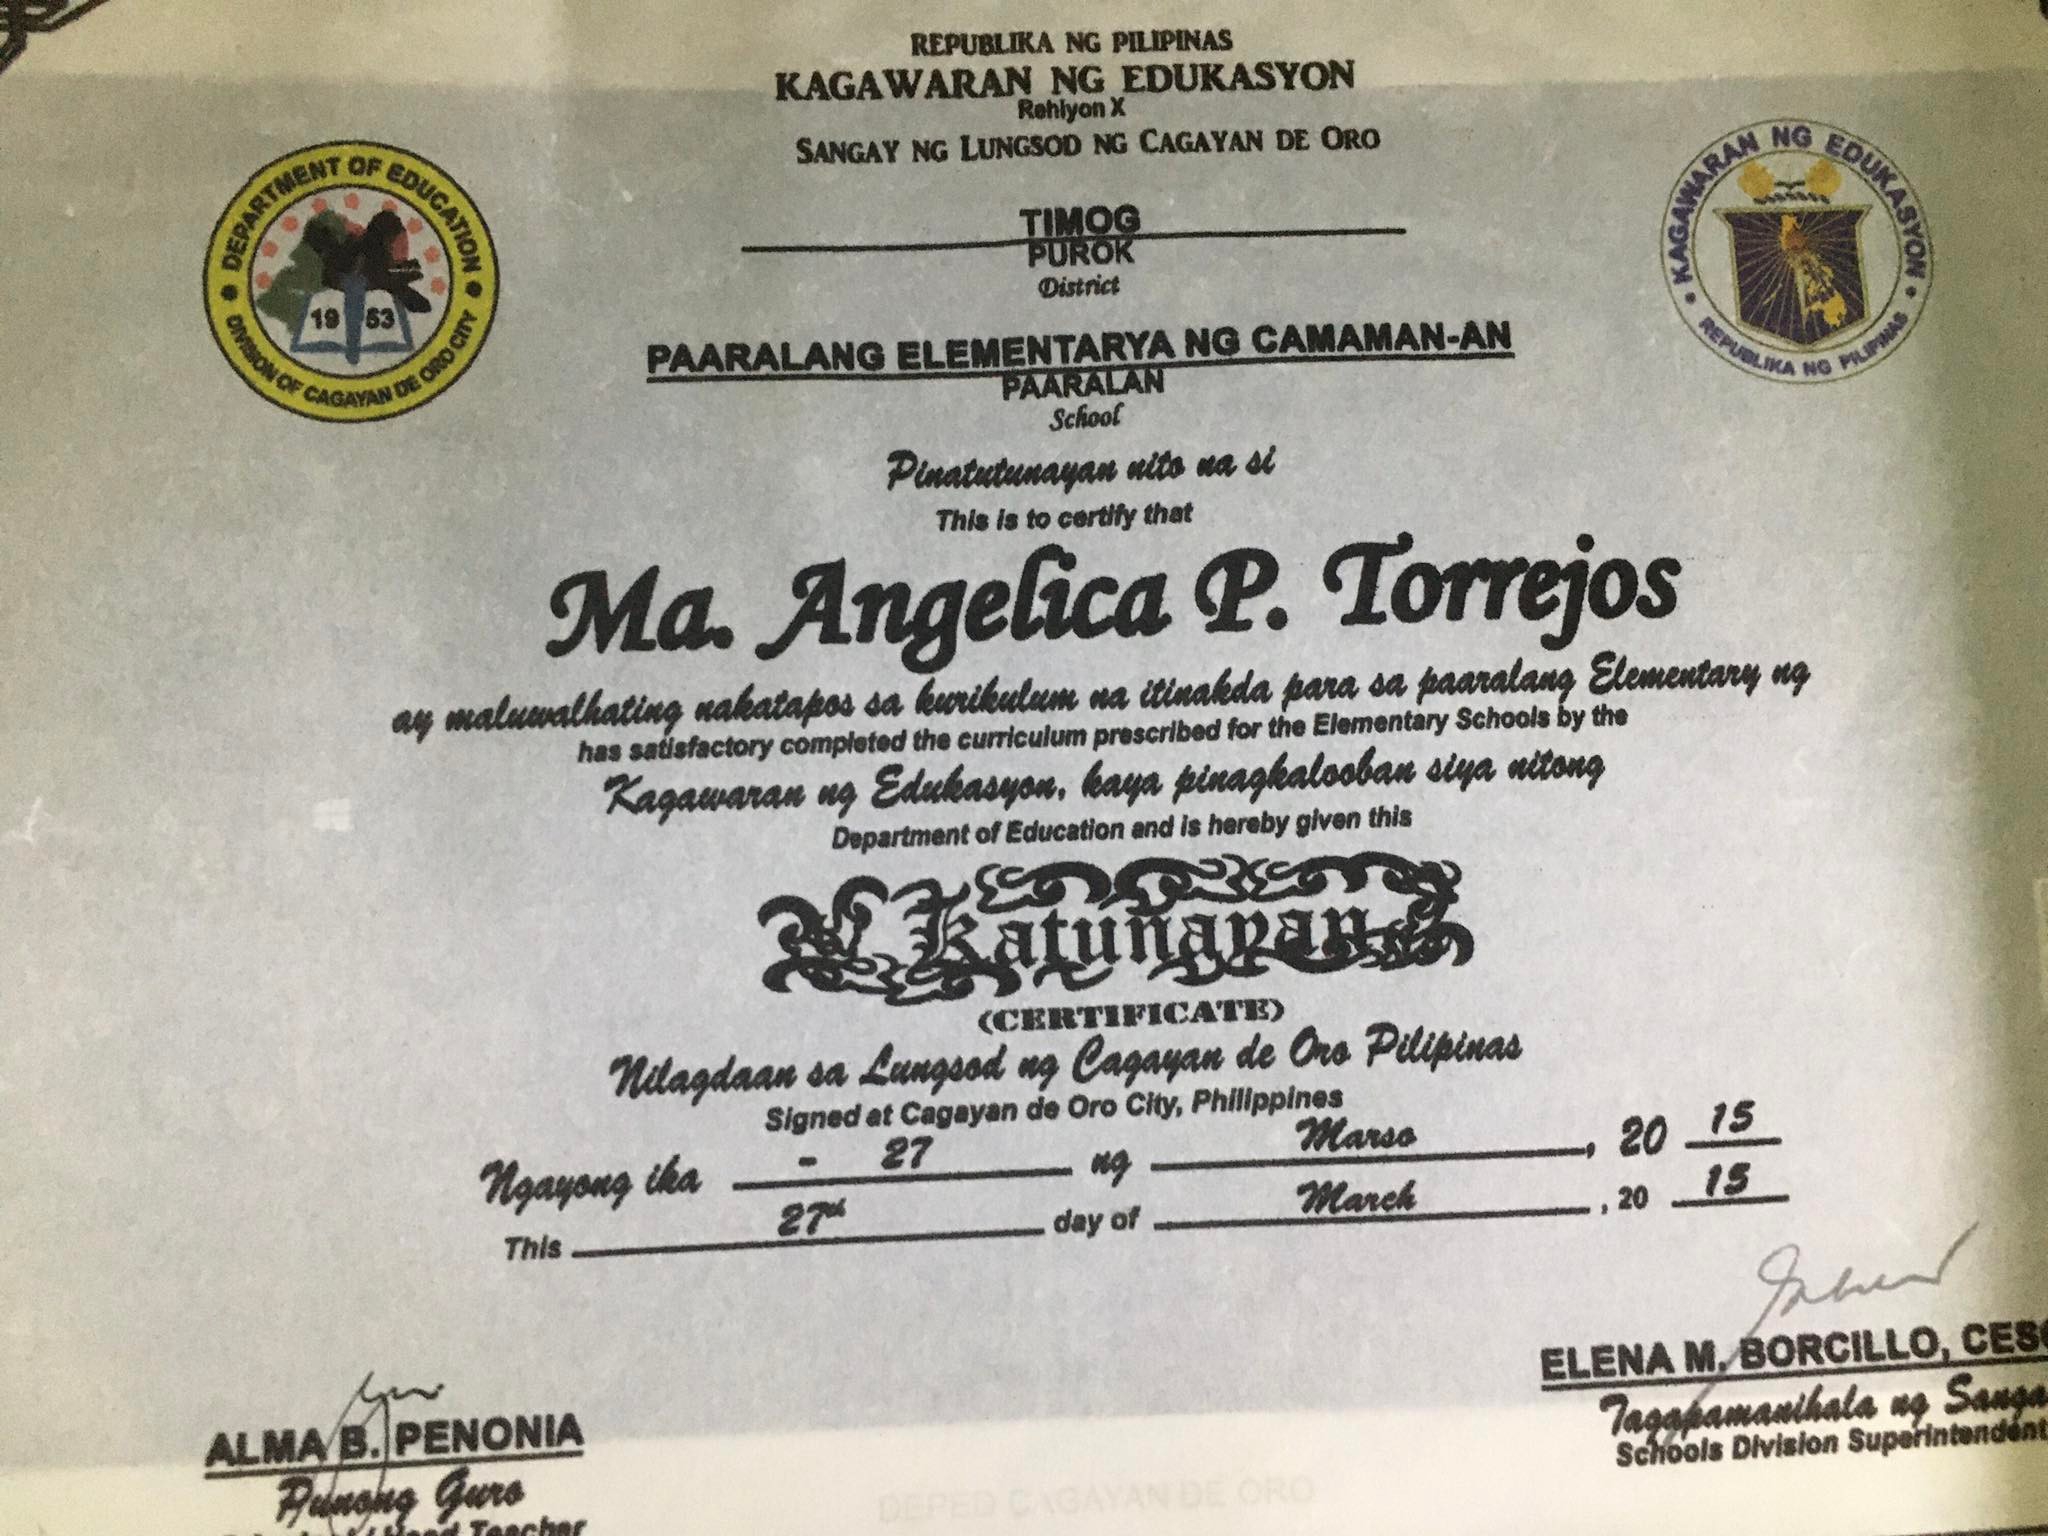 REPUBLIKA NG PILIPINAS
KAGAWARAN NG EDUKASYON
Rehiyon X
SANGAY NG LUNGSOD NG CAGAYAN DE ORO
DEPARTMENT OF EDUCATION
19 53
DIVISION OF CAGAYAN DE ORO CITY
KAGAWARAN NG EDUKASYON
REPUBLIKA NG PILIPINAS
TIMOG
PUROK
District
PAARALANG ELEMENTARYA NG CAMAMAN-AN
PAARALAN
School
Pinatutunayan nito na si
This is to certify that
Ma. Angelica P. Torrejos
ay maluwalhating nakatapos sa kurikulum na itinakda para sa paaralang Elementary ng
has satisfactory completed the curriculum prescribed for the Elementary Schools by the
Kagawaran ng Edukasyon, kaya pinagkalooban siya nitong
Department of Education and is hereby given this
Katunayan
(CERTIFICATE)
Nilagdaan sa Lungsod ng Cagayan de Oro Pilipinas
Signed at Cagayan de Oro City, Philippines
Ngayong ika - 27 ng Marso, 20 15
This 27th day of March, 20 15
ELENA M. BORCILLO, CESO
Tagapamanihala ng Sanga
Schools Division Superintendent
ALMA B. PENONIA
Punong Guro
Head Teacher
DEPED CAGAYAN DE ORO